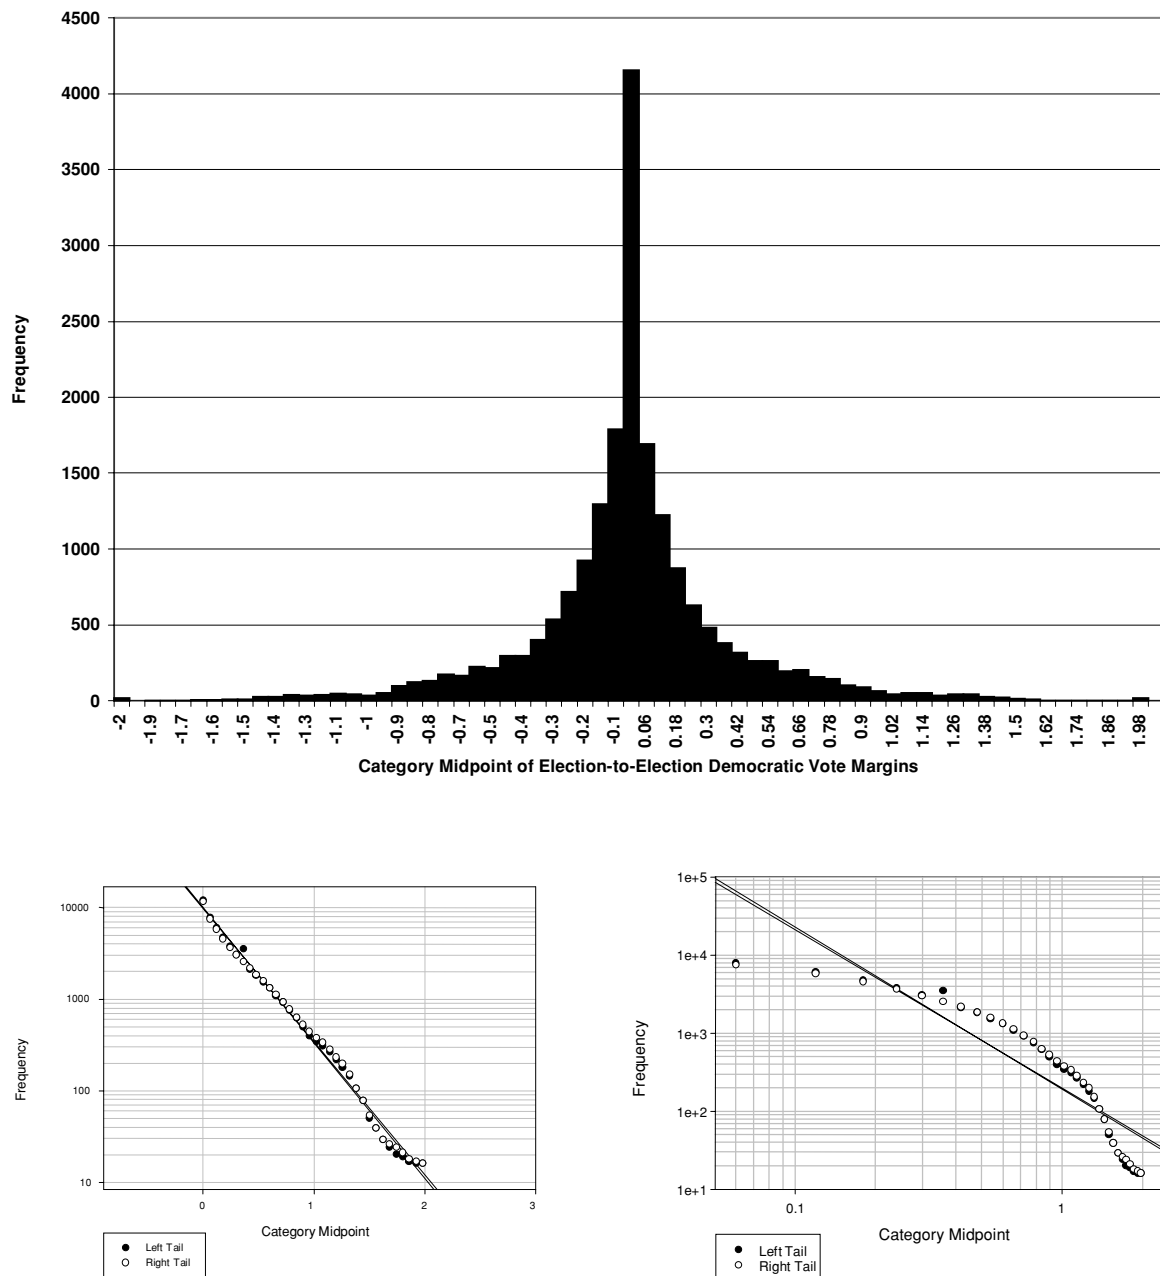 4500
4000
3500
3000
2500
2000
1500
1000
500
0
Frequency
-2 -1.9 -1.7 -1.6 -1.5 -1.4 -1.3 -1.1 -1 -0.9 -0.8 -0.7 -0.5 -0.4 -0.3 -0.2 -0.1 0.06 0.18 0.3 0.42 0.54 0.66 0.78 0.9 1.02 1.14 1.26 1.38 1.5 1.62 1.74 1.86 1.98
Category Midpoint of Election-to-Election Democratic Vote Margins
10000
1000
100
10
Frequency
0 1 2 3
Category Midpoint
Left Tail
Right Tail
1e+5
1e+4
1e+3
1e+2
1e+1
Frequency
0.1 1
Category Midpoint
Left Tail
Right Tail